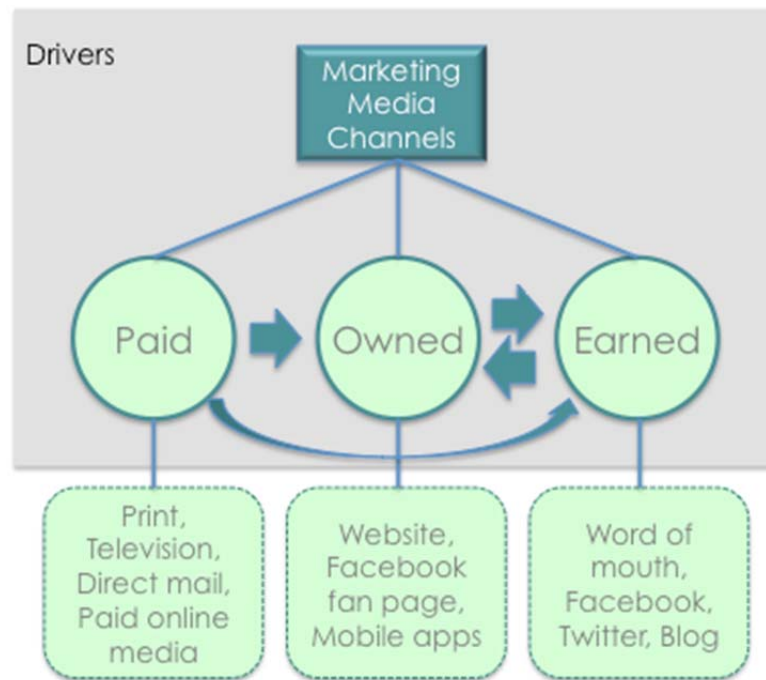 Drivers
Marketing
Media
Channels
Paid
Owned
Earned
Print,
Television,
Direct mail,
Paid online
media
Website,
Facebook
fan page,
Mobile apps
Word of
mouth,
Facebook,
Twitter, Blog